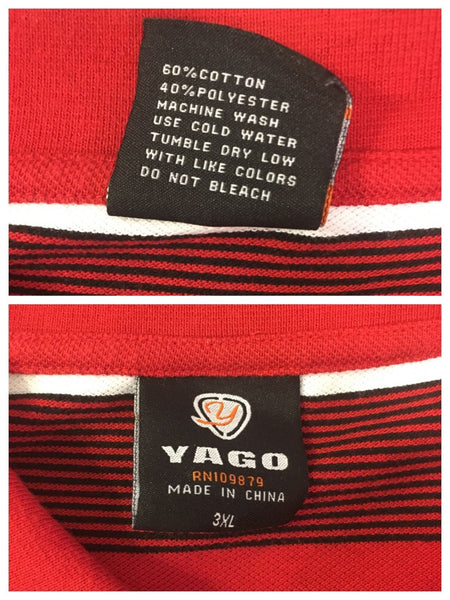 60%COTTON
40%POLYESTER
MACHINE WASH
USE COLD WATER
TUMBLE DRY LOW
WITH LIKE COLORS
DO NOT BLEACH
Y
YAGO
RN109879
MADE IN CHINA
3XL